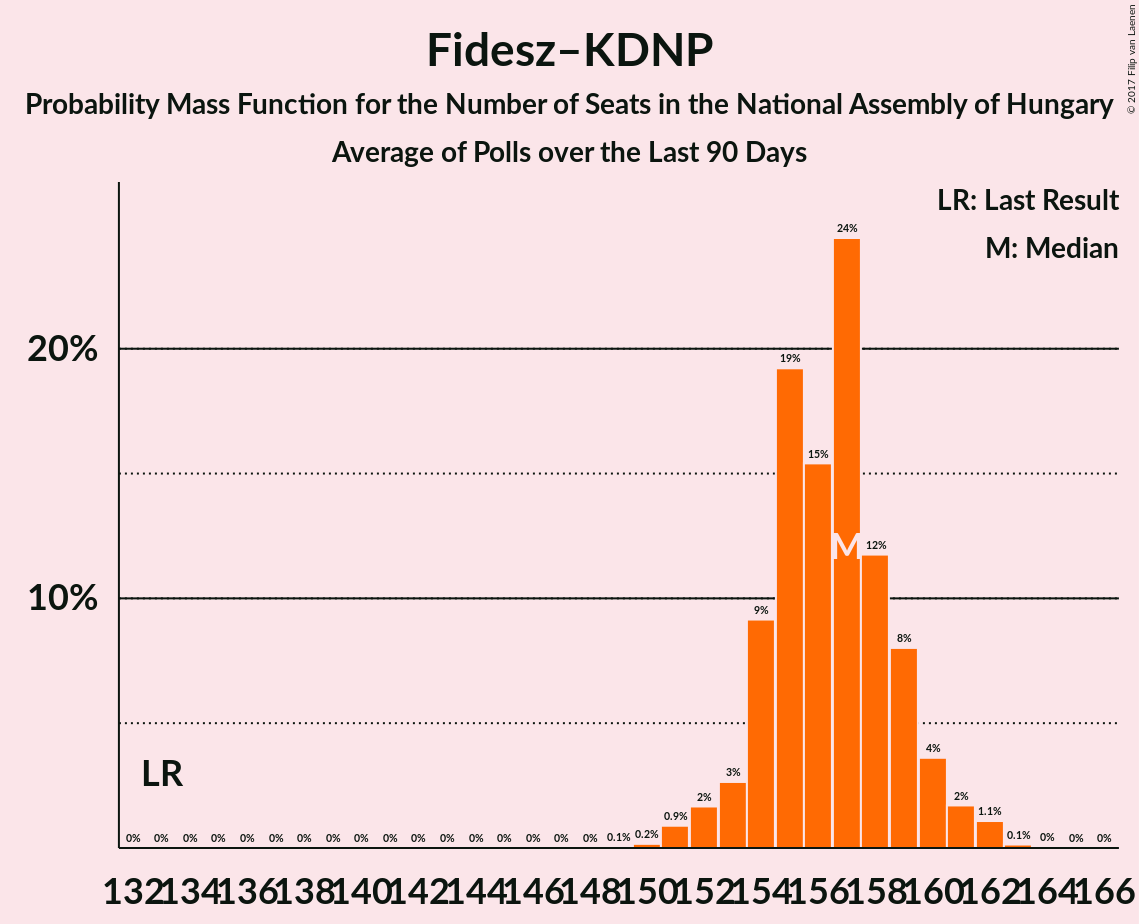 Fidesz–KDNP
Probability Mass Function for the Number of Seats in the National Assembly of Hungary
Average of Polls over the Last 90 Days
© 2017 Filip van Laenen
LR: Last Result
M: Median
24%
20%
19%
15%
M
12%
10%
9%
8%
4%
3%
LR
2% 2%
0.9% 1.1%
0% 0% 0% 0% 0% 0% 0% 0% 0% 0% 0% 0% 0% 0% 0% 0% 0% 0.1% 0.2% 0.1% 0% 0% 0%
132 134 136 138 140 142 144 146 148 150 152 154 156 158 160 162 164 166